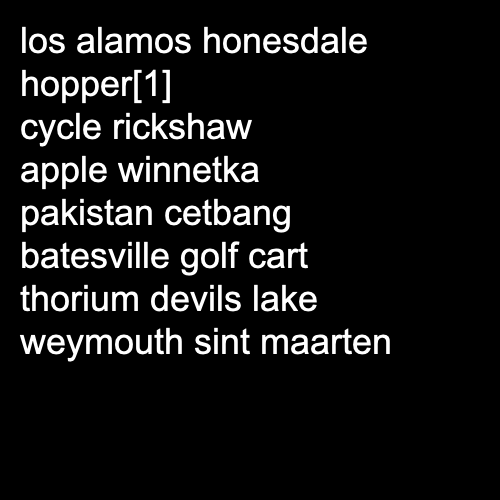 los alamos honesdale
hopper[1]
cycle rickshaw
apple winnetka
pakistan cetbang
batesville golf cart
thorium devils lake
weymouth sint maarten